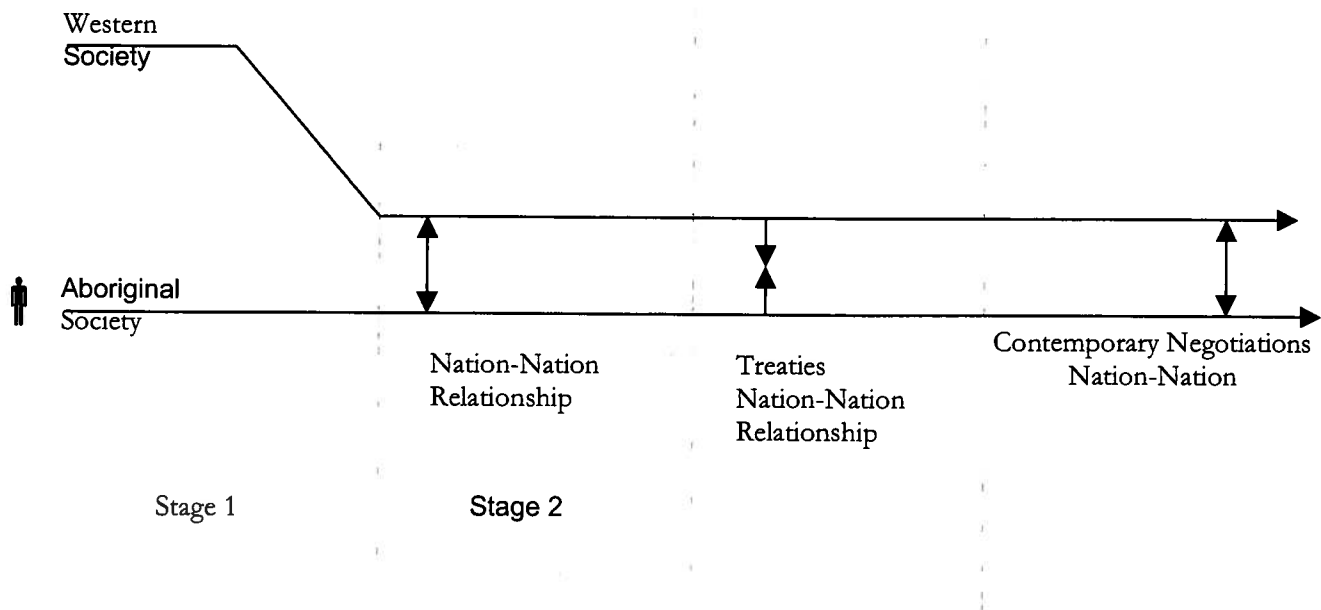 Western
Society
Aboriginal
Society
Nation-Nation
Relationship
Treaties
Nation-Nation
Relationship
Contemporary Negotiations
Nation-Nation
Stage 1
Stage 2